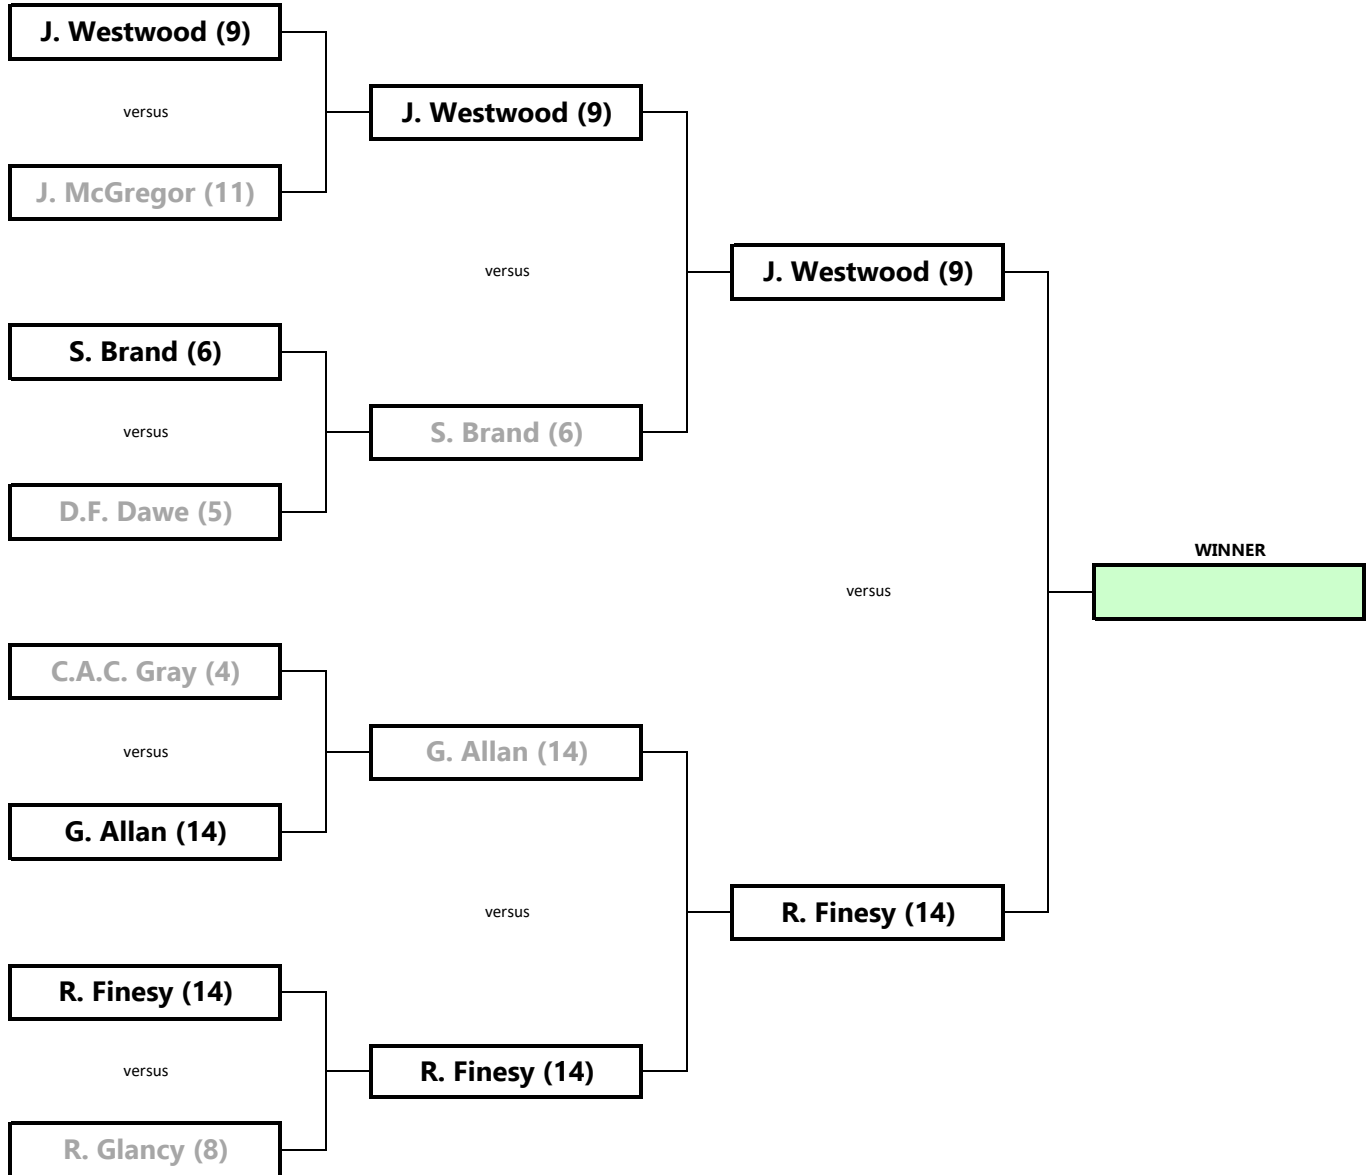 J. Westwood (9)
versus
J. Westwood (9)
J. McGregor (11)
versus
J. Westwood (9)
S. Brand (6)
versus
S. Brand (6)
D.F. Dawe (5)
WINNER
versus
C.A.C. Gray (4)
versus
G. Allan (14)
G. Allan (14)
versus
R. Finesy (14)
R. Finesy (14)
versus
R. Finesy (14)
R. Glancy (8)